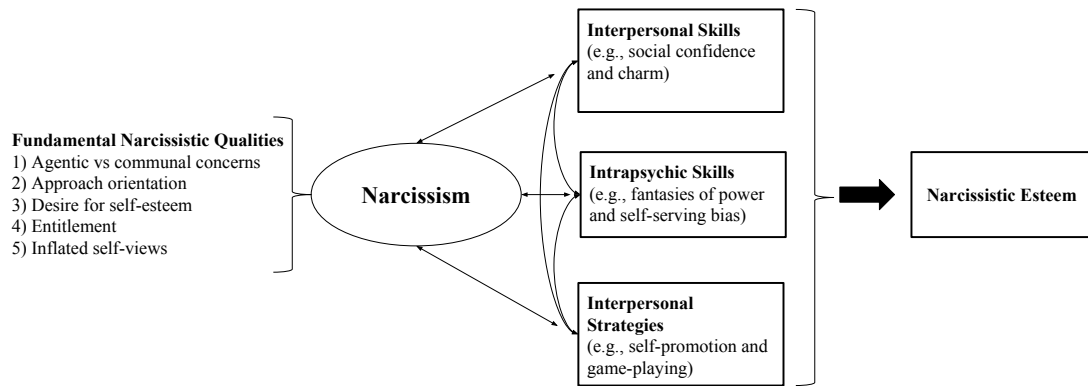 Fundamental Narcissistic Qualities
1) Agentic vs communal concerns
2) Approach orientation
3) Desire for self-esteem
4) Entitlement
5) Inflated self-views
Narcissism
Interpersonal Skills
(e.g., social confidence
and charm)
Intrapsychic Skills
(e.g., fantasies of power
and self-serving bias)
Interpersonal
Strategies
(e.g., self-promotion and
game-playing)
Narcissistic Esteem